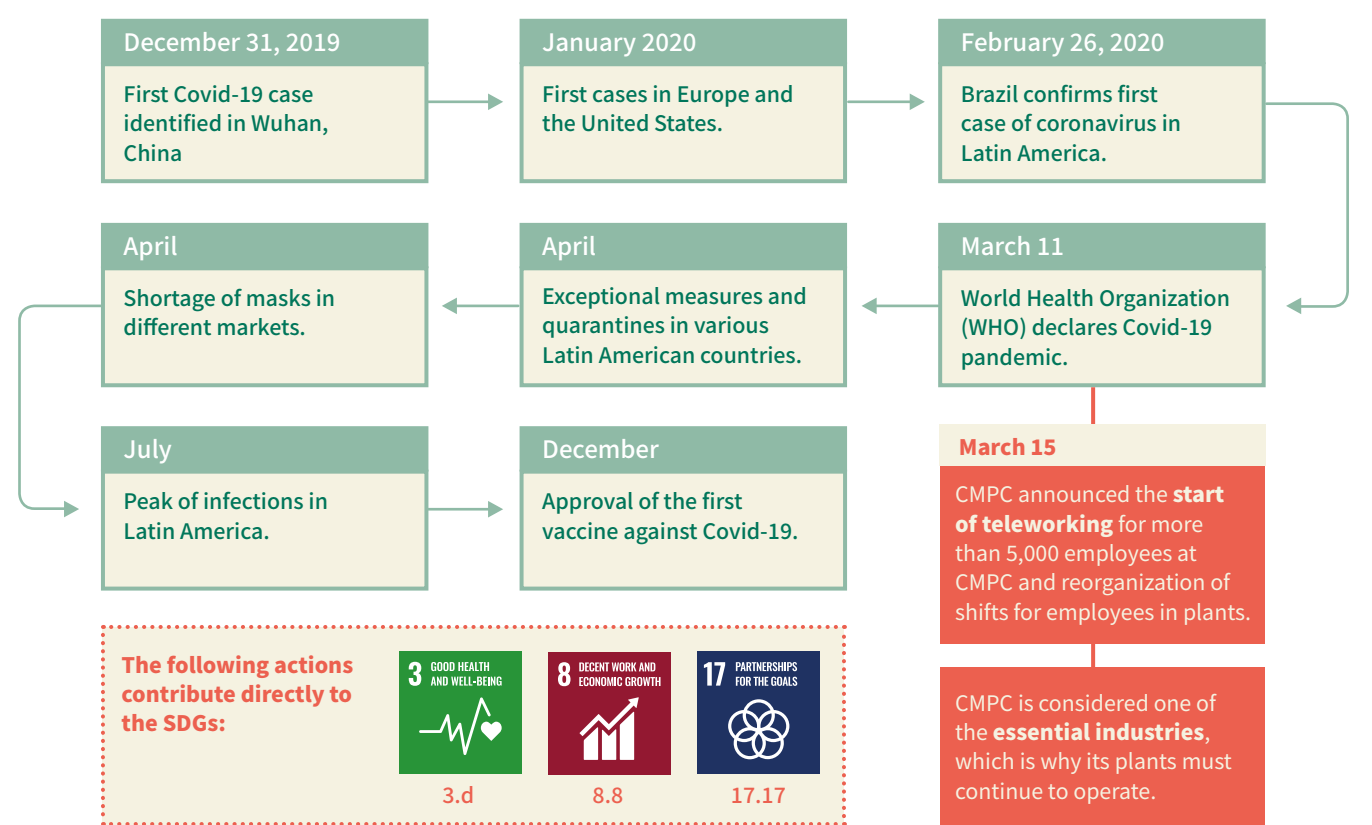 December 31, 2019
First Covid-19 case
identified in Wuhan,
China
January 2020
First cases in Europe and
the United States.
February 26, 2020
Brazil confirms first
case of coronavirus in
Latin America.
March 11
World Health Organization
(WHO) declares Covid-19
pandemic.
April
Exceptional measures and
quarantines in various
Latin American countries.
April
Shortage of masks in
different markets.
July
Peak of infections in
Latin America.
December
Approval of the first
vaccine against Covid-19.
March 15
CMPC announced the start
of teleworking for more
than 5,000 employees at
CMPC and reorganization of
shifts for employees in plants.
CMPC is considered one of
the essential industries,
which is why its plants must
continue to operate.
The following actions
contribute directly to
the SDGs:
3 GOOD HEALTH
AND WELL-BEING
3.d
8 DECENT WORK AND
ECONOMIC GROWTH
8.8
17 PARTNERSHIPS
FOR THE GOALS
17.17